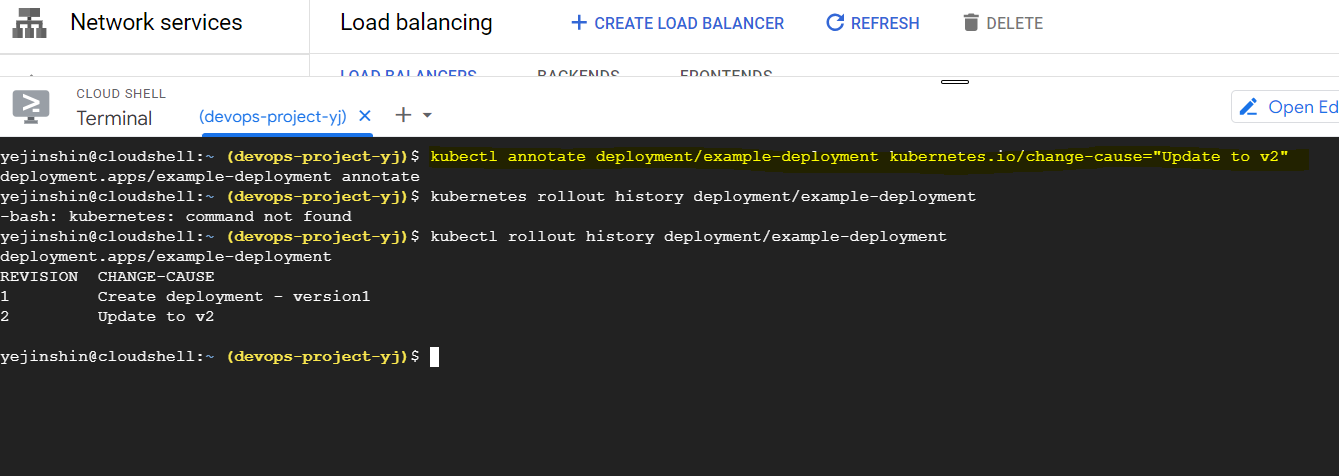 Network services
Load balancing
CREATE LOAD BALANCER
REFRESH
DELETE
LOAD BALANCERS
BACKENDS
FRONTENDS
CLOUD SHELL
Terminal
(devops-project-yj)
Open Ed
yejinshin@cloudshell:~ (devops-project-yj)$ kubectl annotate deployment/example-deployment kubernetes.io/change-cause="Update to v2"
deployment.apps/example-deployment annotate
yejinshin@cloudshell:~ (devops-project-yj)$ kubernetes rollout history deployment/example-deployment
-bash: kubernetes: command not found
yejinshin@cloudshell:~ (devops-project-yj)$ kubectl rollout history deployment/example-deployment
deployment.apps/example-deployment
REVISION  CHANGE-CAUSE
1         Create deployment - version1
2         Update to v2
yejinshin@cloudshell:~ (devops-project-yj)$